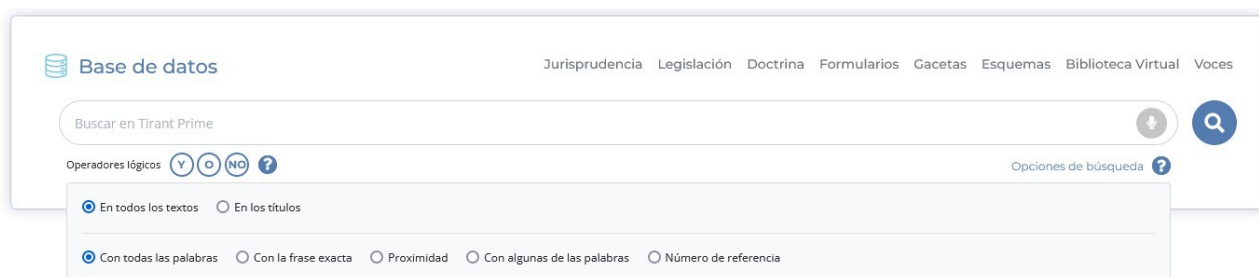 Base de datos
Jurisprudencia Legislación Doctrina Formularios Gacetas Esquemas Biblioteca Virtual Voces
Buscar en Tirant Prime
Operadores lógicos Y O NO ? Opciones de búsqueda ?
En todos los textos En los títulos
Con todas las palabras Con la frase exacta Proximidad Con algunas de las palabras Número de referencia